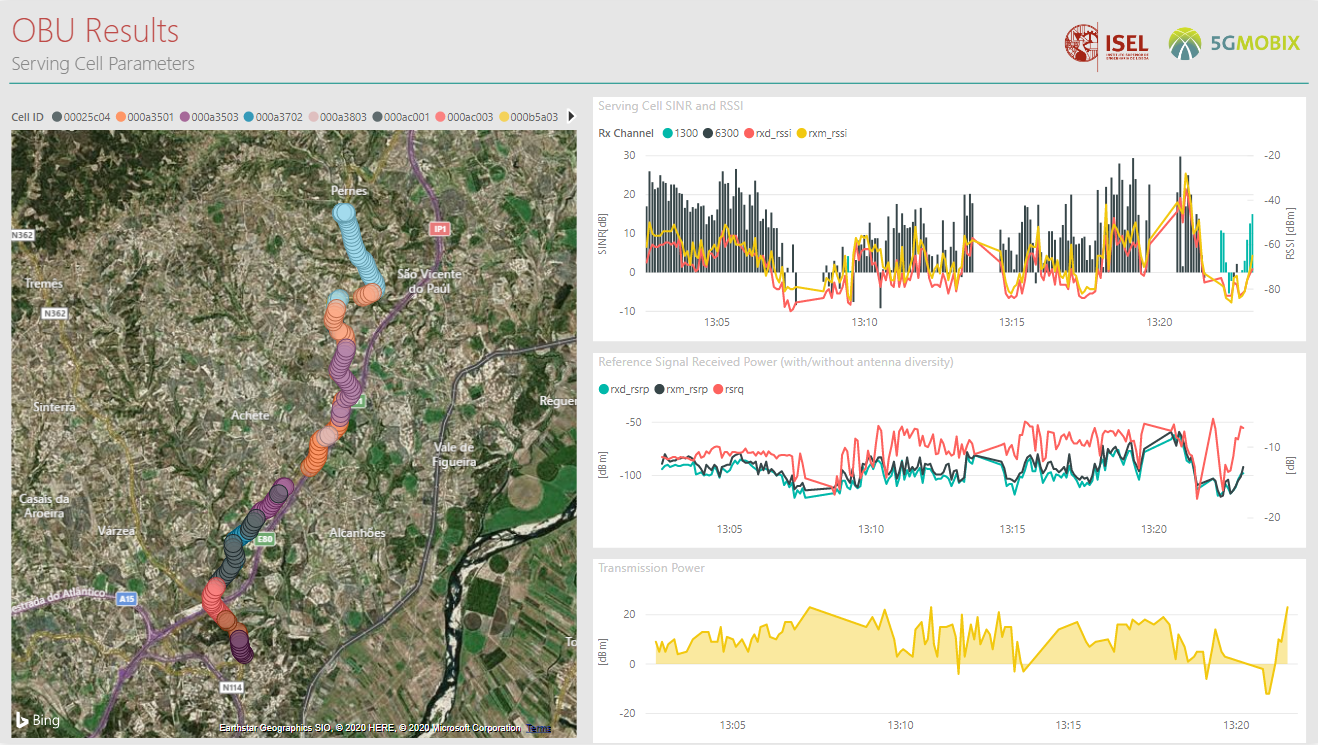 OBU Results
Serving Cell Parameters
ISEL
5GMOBIX
Cell ID 00025c04 000a3501 000a3503 000a3702 000a3803 000ac001 000ac003 000b5a03
Pernes
N362
IP1
São Vicente
do Paúl
Tremes
N362
Sinterra
Achete
Vale de
Figueira
Casais da
Aroeira
Várzea
E80
Alcanhões
estrada do Atlântico
A15
N114
Bing
Earthstar Geographics SIO, © 2020 HERE, © 2020 Microsoft Corporation Terms
Serving Cell SINR and RSSI
Rx Channel 1300 6300 rxd_rssi rxm_rssi
30
20
10
0
-10
SINR[dB]
-20
-40
-60
-80
RSSI [dBm]
13:05 13:10 13:15 13:20
Reference Signal Received Power (with/without antenna diversity)
rxd_rsrp rxm_rsrp rsrq
-50
-100
[dBm]
-10
-20
[dB]
13:05 13:10 13:15 13:20
Transmission Power
20
0
-20
[dBm]
13:05 13:10 13:15 13:20